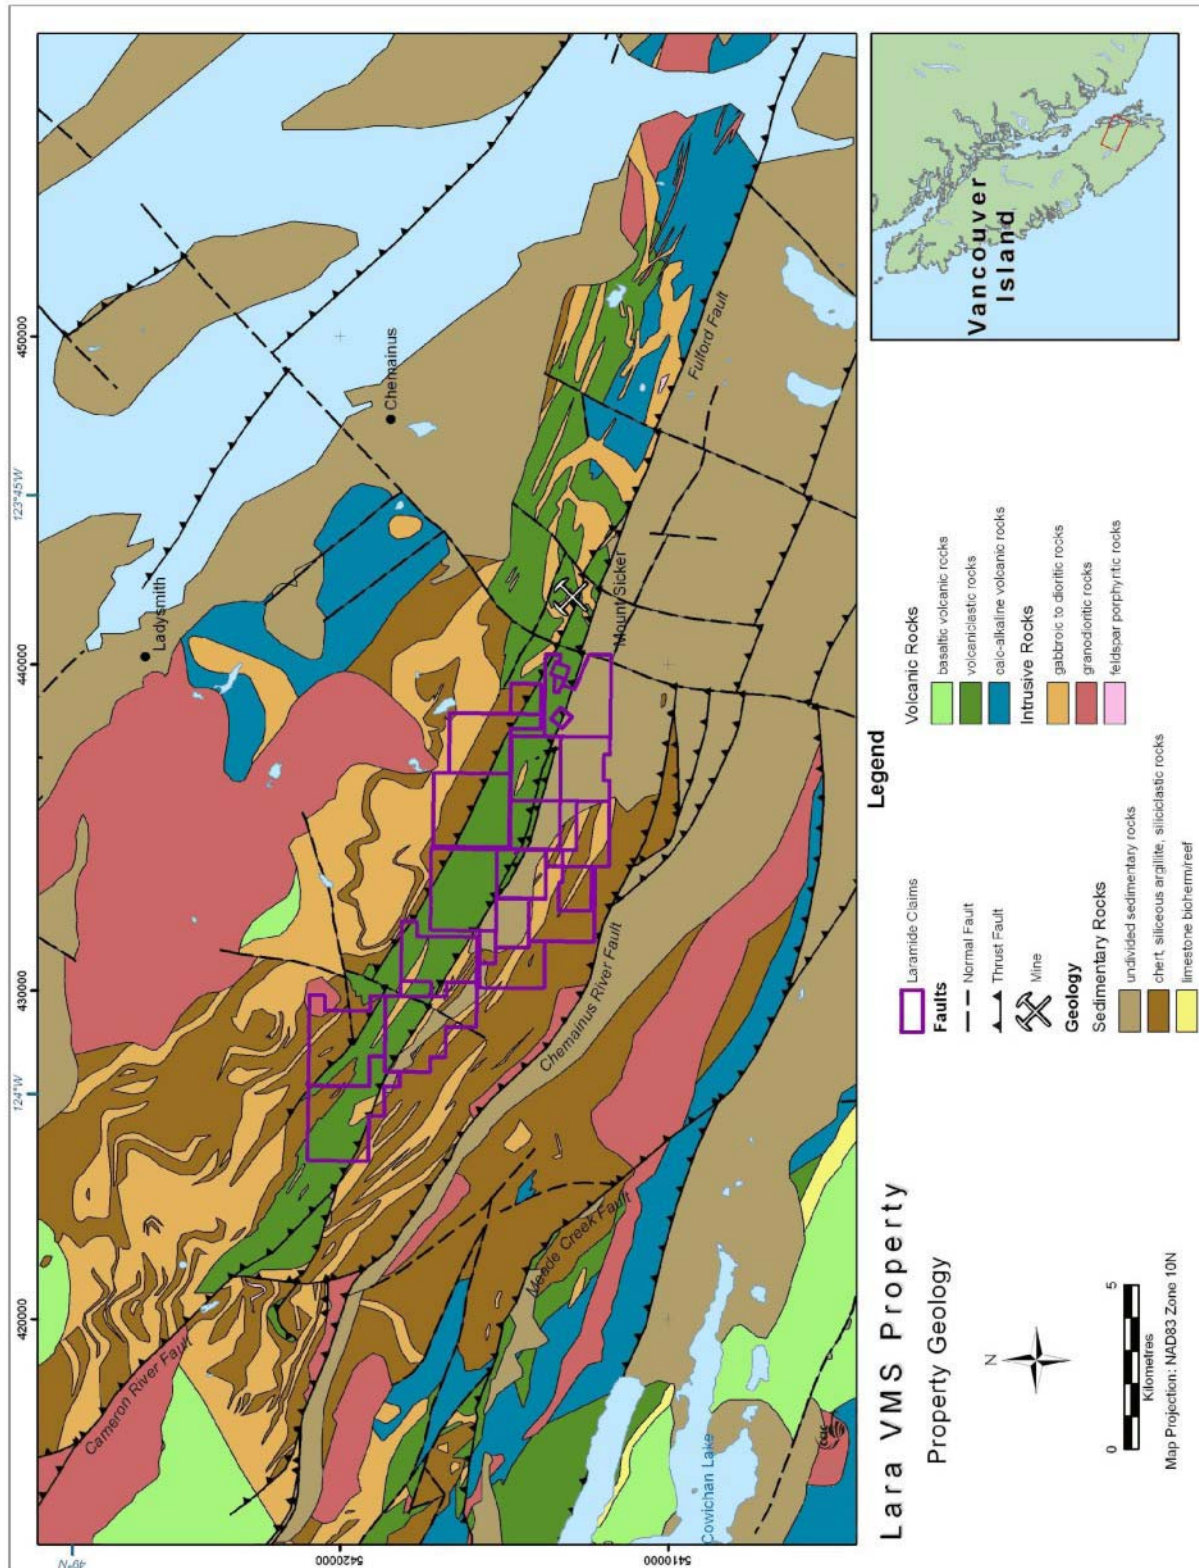 420000
430000
440000
450000
124°W
123°45'W
49°N
5420000
5410000
Ladysmith
Chemainus
Cameron River Fault
Chemainus River Fault
Meade Creek Fault
Fulford Fault
Mount Sicker
Cowichan Lake
Lara VMS Property
Property Geology
N
0 5
Kilometres
Map Projection: NAD83 Zone 10N
Legend
Laramide Claims
Faults
Normal Fault
Thrust Fault
Mine
Geology
Sedimentary Rocks
undivided sedimentary rocks
chert, siliceous argillite, siliciclastic rocks
limestone bioherm/reef
Volcanic Rocks
basaltic volcanic rocks
volcaniclastic rocks
calc-alkaline volcanic rocks
Intrusive Rocks
gabbroic to dioritic rocks
granodioritic rocks
feldspar porphyritic rocks
Vancouver
Island